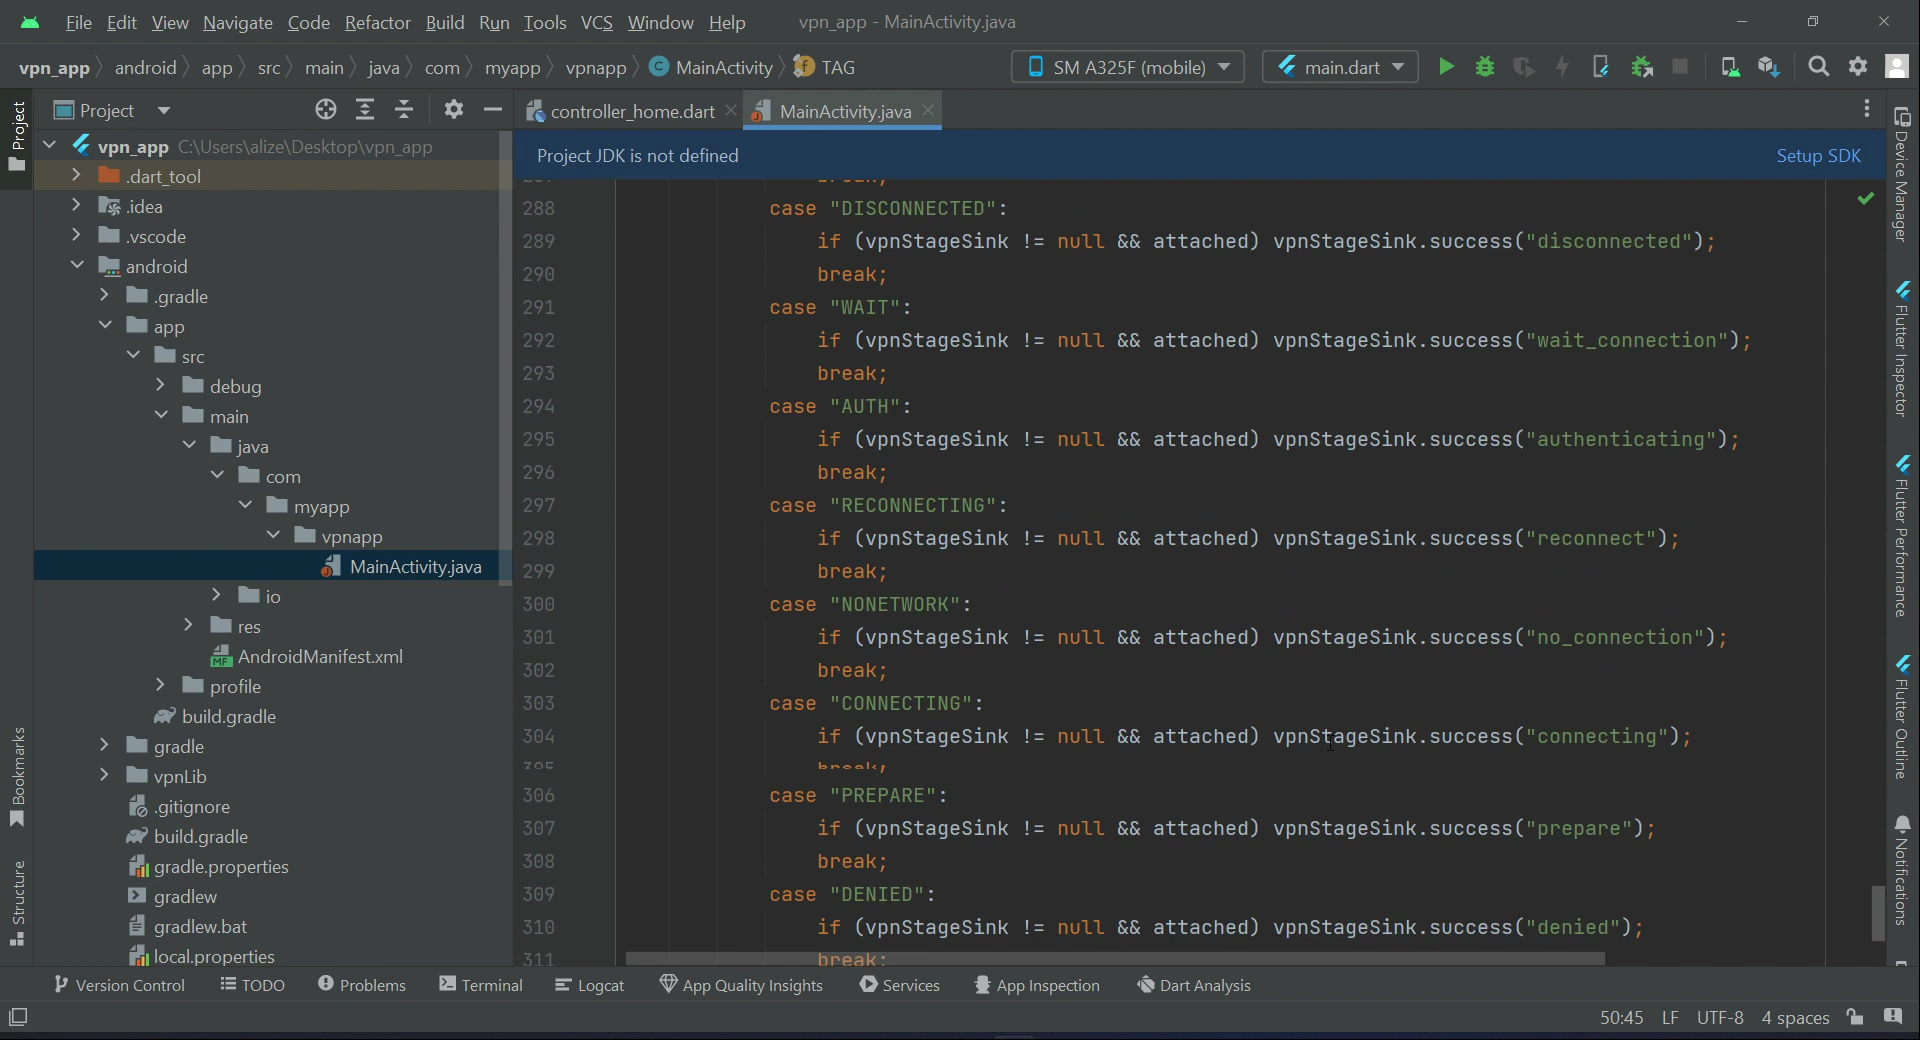 File Edit View Navigate Code Refactor Build Run Tools VCS Window Help vpn_app - MainActivity.java
vpn_app android app src main java com myapp vpnapp MainActivity TAG SM A325F (mobile) main.dart
Project
controller_home.dart MainActivity.java
Project JDK is not defined Setup SDK
Project
Bookmarks
Structure
vpn_app C:\Users\alize\Desktop\vpn_app
.dart_tool
.idea
.vscode
android
.gradle
app
src
debug
main
java
com
myapp
vpnapp
MainActivity.java
io
res
AndroidManifest.xml
profile
build.gradle
gradle
vpnLib
.gitignore
build.gradle
gradle.properties
gradlew
gradlew.bat
local.properties
288 case "DISCONNECTED":
289 if (vpnStageSink != null && attached) vpnStageSink.success("disconnected");
290 break;
291 case "WAIT":
292 if (vpnStageSink != null && attached) vpnStageSink.success("wait_connection");
293 break;
294 case "AUTH":
295 if (vpnStageSink != null && attached) vpnStageSink.success("authenticating");
296 break;
297 case "RECONNECTING":
298 if (vpnStageSink != null && attached) vpnStageSink.success("reconnect");
299 break;
300 case "NONETWORK":
301 if (vpnStageSink != null && attached) vpnStageSink.success("no_connection");
302 break;
303 case "CONNECTING":
304 if (vpnStageSink != null && attached) vpnStageSink.success("connecting");
305 break;
306 case "PREPARE":
307 if (vpnStageSink != null && attached) vpnStageSink.success("prepare");
308 break;
309 case "DENIED":
310 if (vpnStageSink != null && attached) vpnStageSink.success("denied");
311 break;
Device Manager
Flutter Inspector
Flutter Performance
Flutter Outline
Notifications
Version Control TODO Problems Terminal Logcat App Quality Insights Services App Inspection Dart Analysis
50:45 LF UTF-8 4 spaces